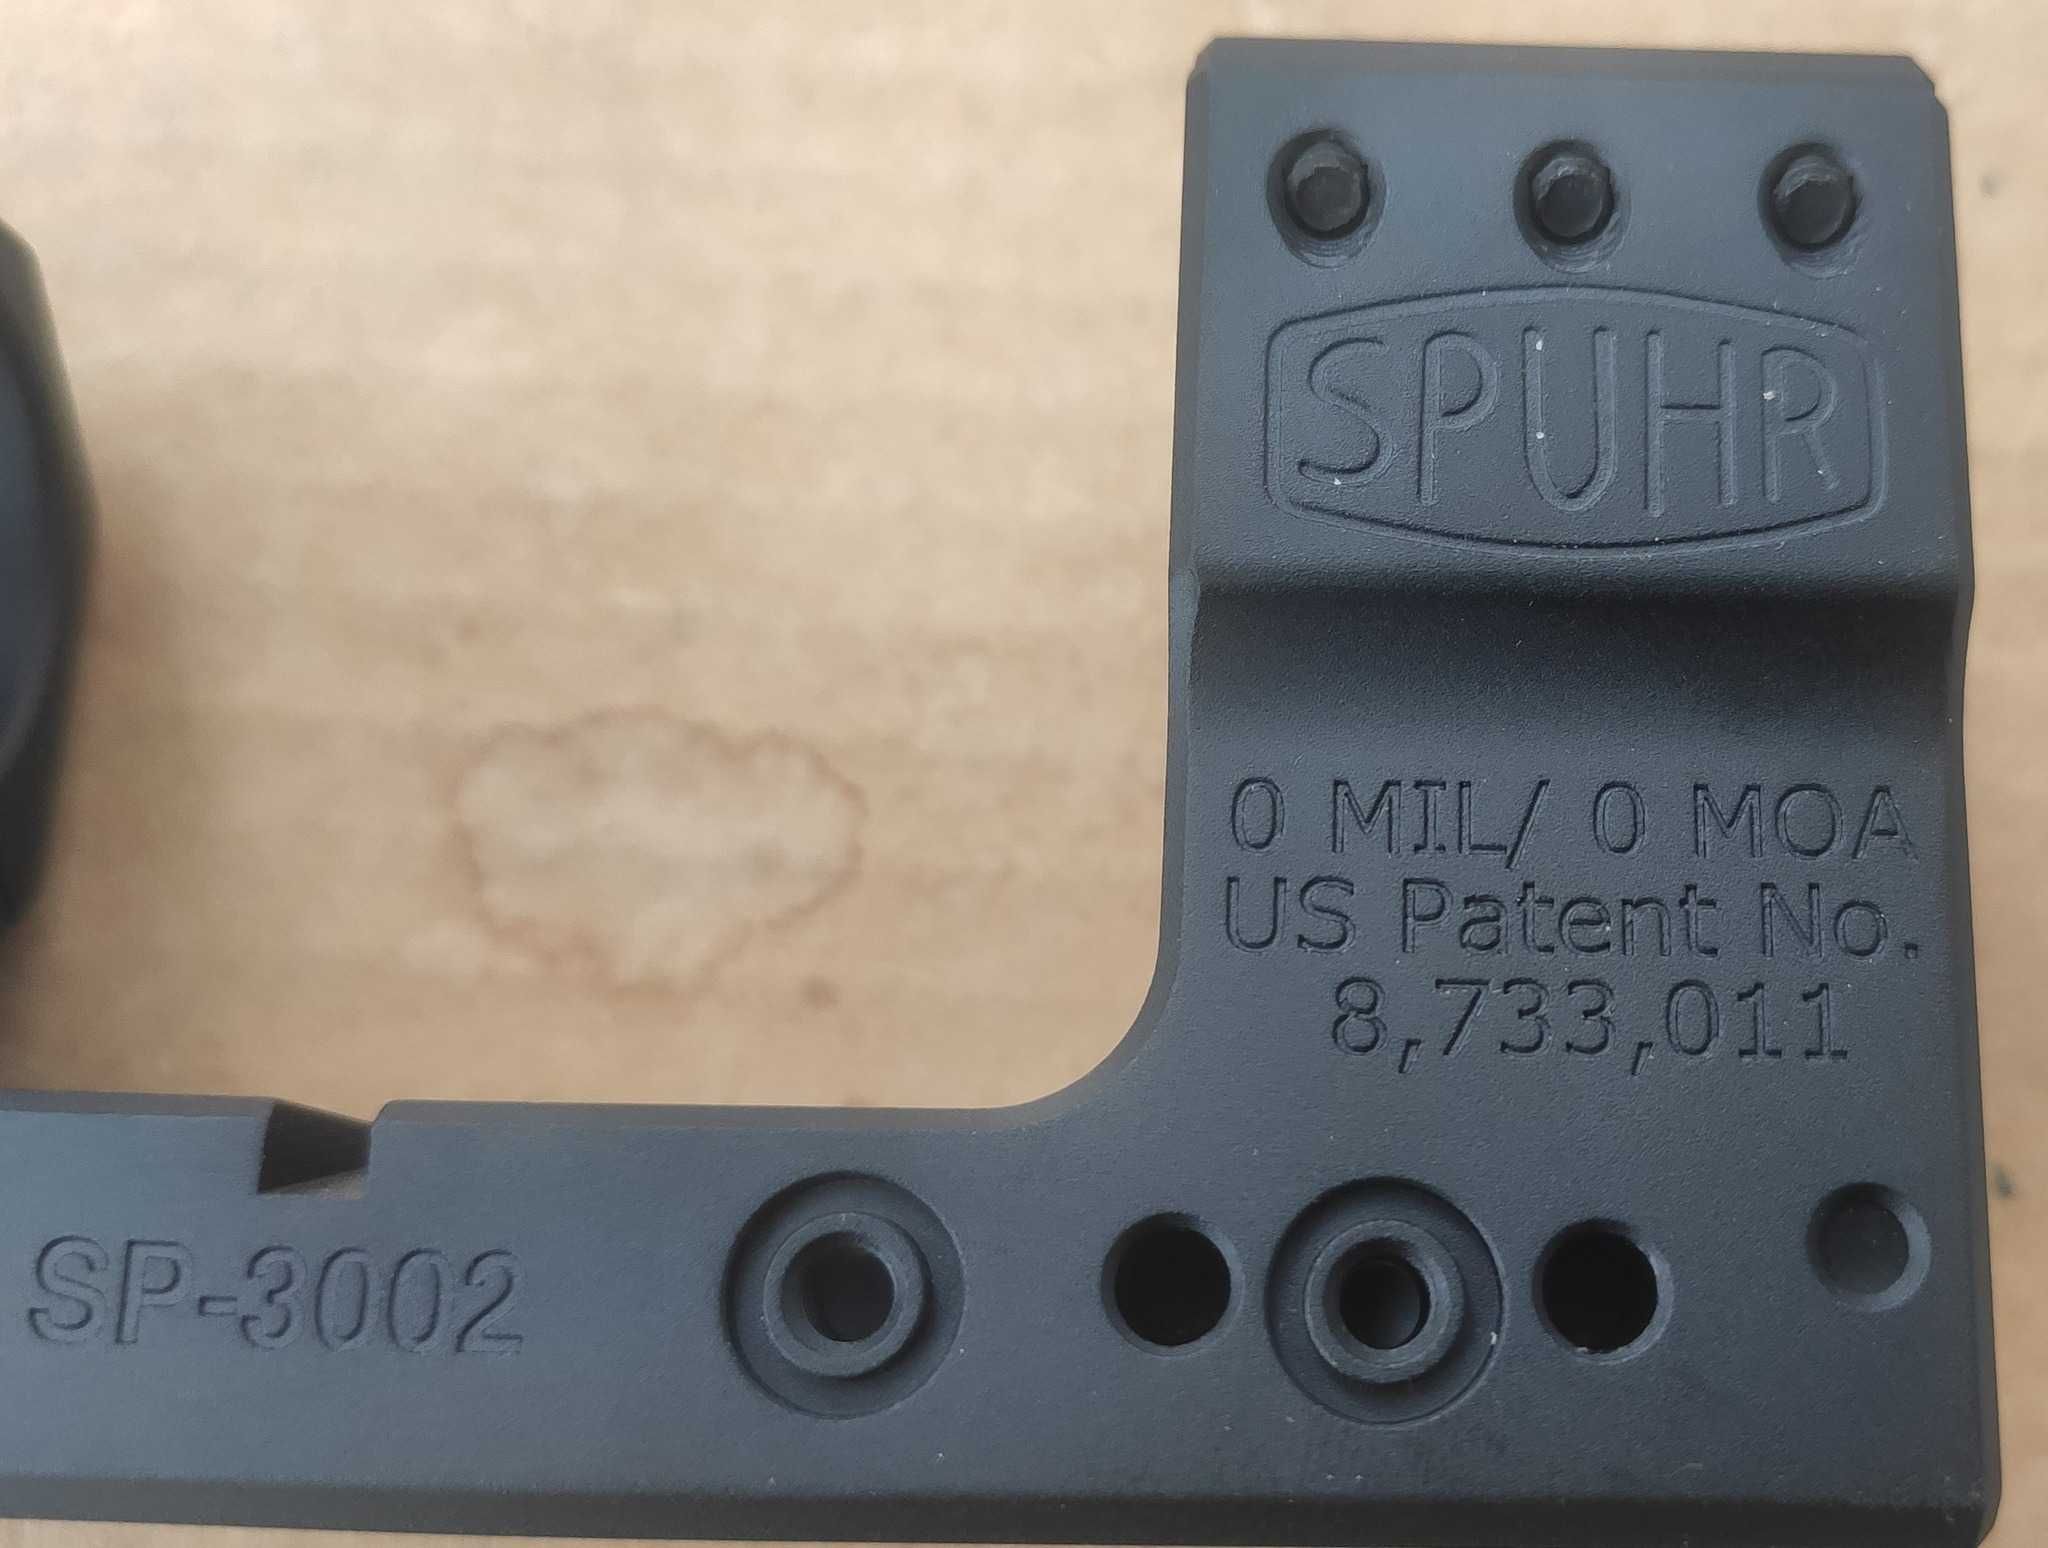 SPUHR
0 MIL/ 0 MOA
US Patent No.
8,733,011
SP-3002